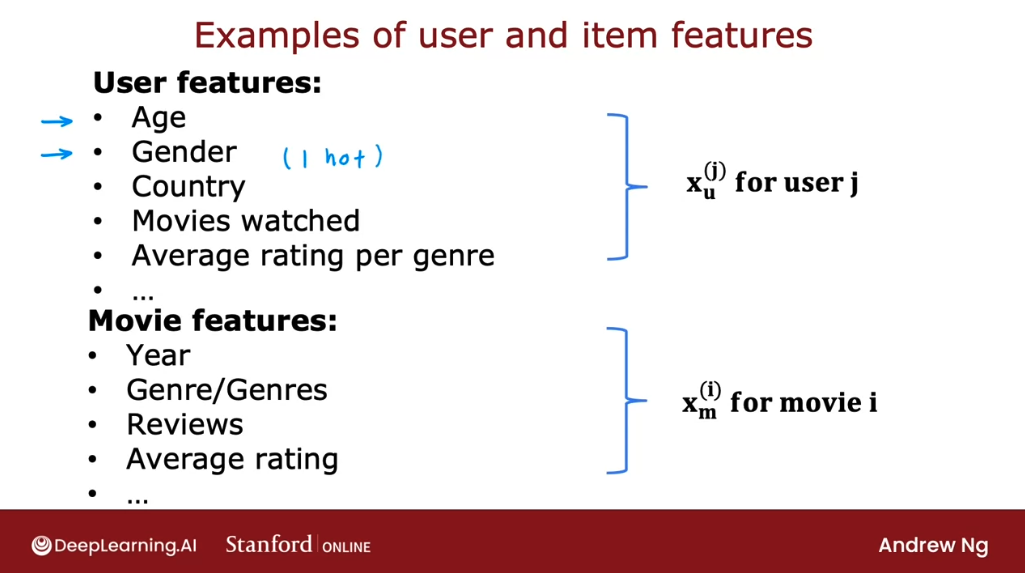 Examples of user and item features
User features:
→ • Age
→ • Gender (1 hot)
• Country
• Movies watched
• Average rating per genre
• ...
x_u^(j) for user j
Movie features:
• Year
• Genre/Genres
• Reviews
• Average rating
• ...
x_m^(i) for movie i
DeepLearning.AI Stanford ONLINE Andrew Ng